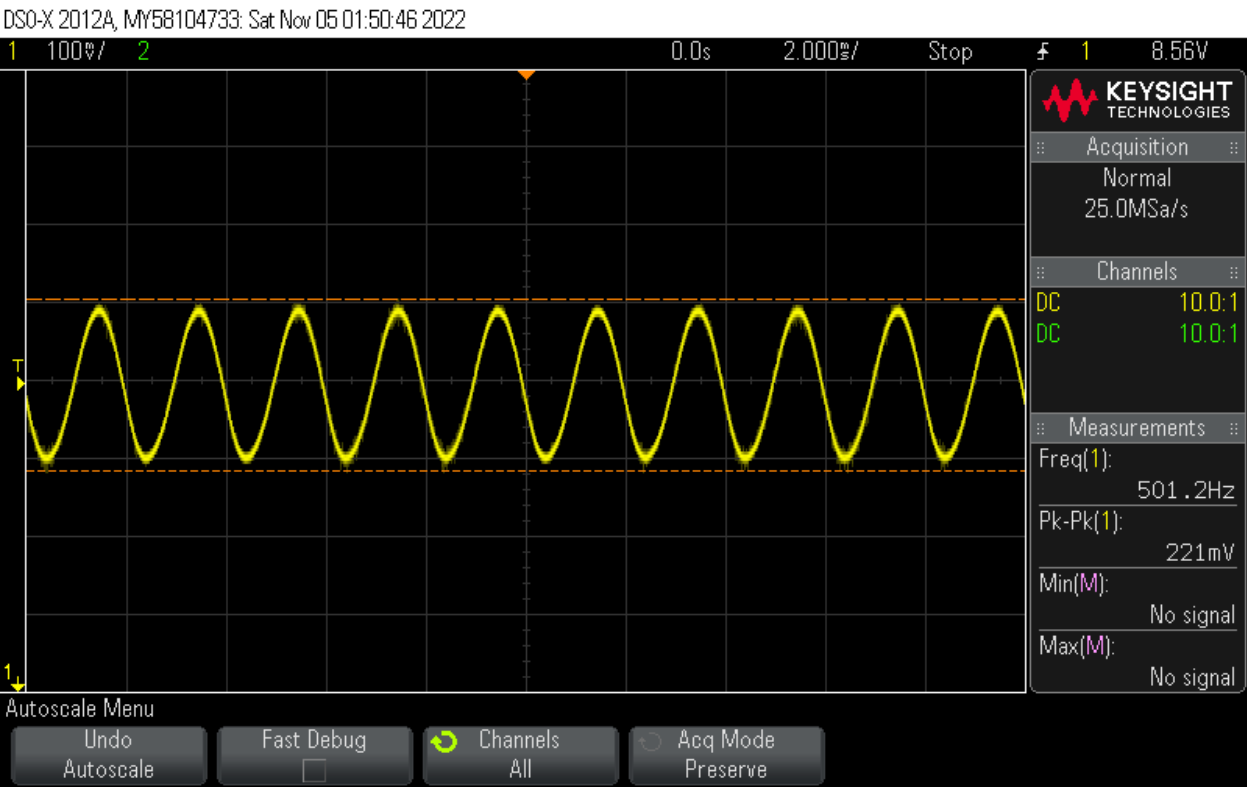 DSO-X 2012A, MY58104733: Sat Nov 05 01:50:46 2022
1 100mV/ 2 0.0s 2.000ms/ Stop 1 8.56V
KEYSIGHT
TECHNOLOGIES
Acquisition
Normal
25.0MSa/s
Channels
DC 10.0:1
DC 10.0:1
T
Measurements
Freq(1):
501.2Hz
Pk-Pk(1):
221mV
Min(M):
No signal
Max(M):
No signal
1
Autoscale Menu
Undo Autoscale
Fast Debug
Channels
All
Acq Mode
Preserve